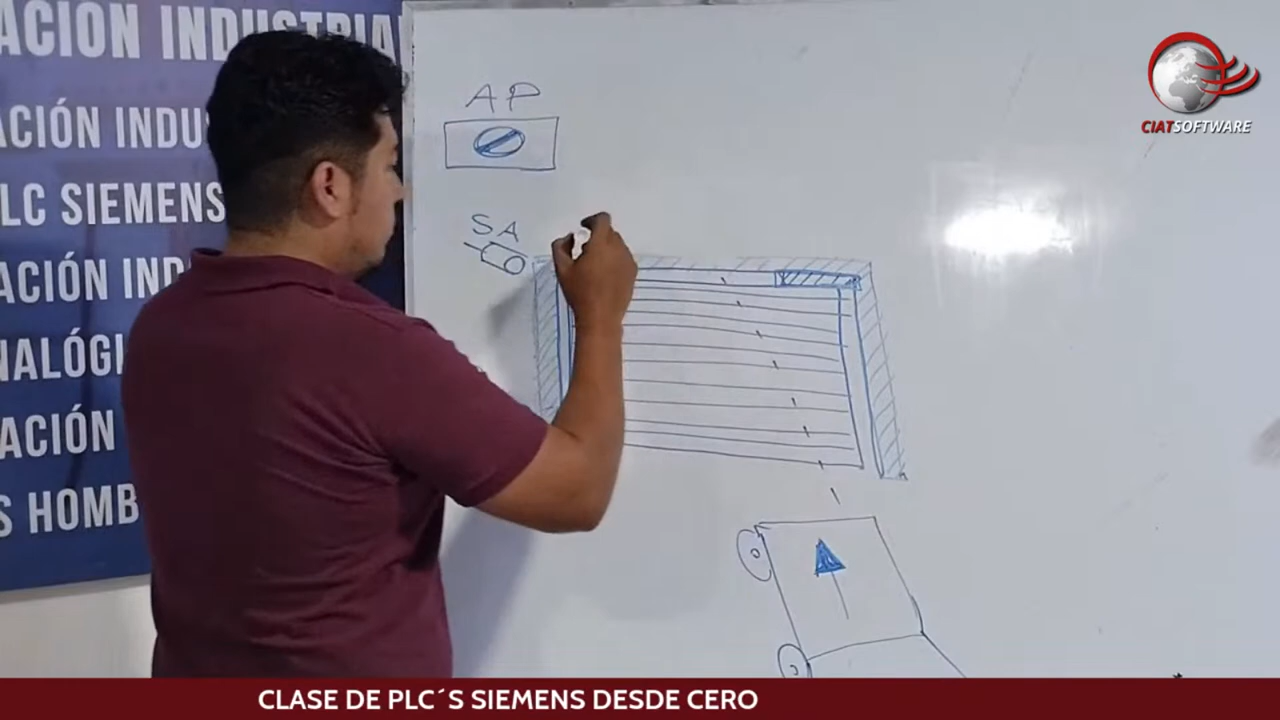 ACION INDUSTRIA
ACIÓN INDUS
LC SIEMENS
ACIÓN IND
NALÓGI
ACIÓN
S HOMB
AP
SA
CIATSOFTWARE
CLASE DE PLC´S SIEMENS DESDE CERO